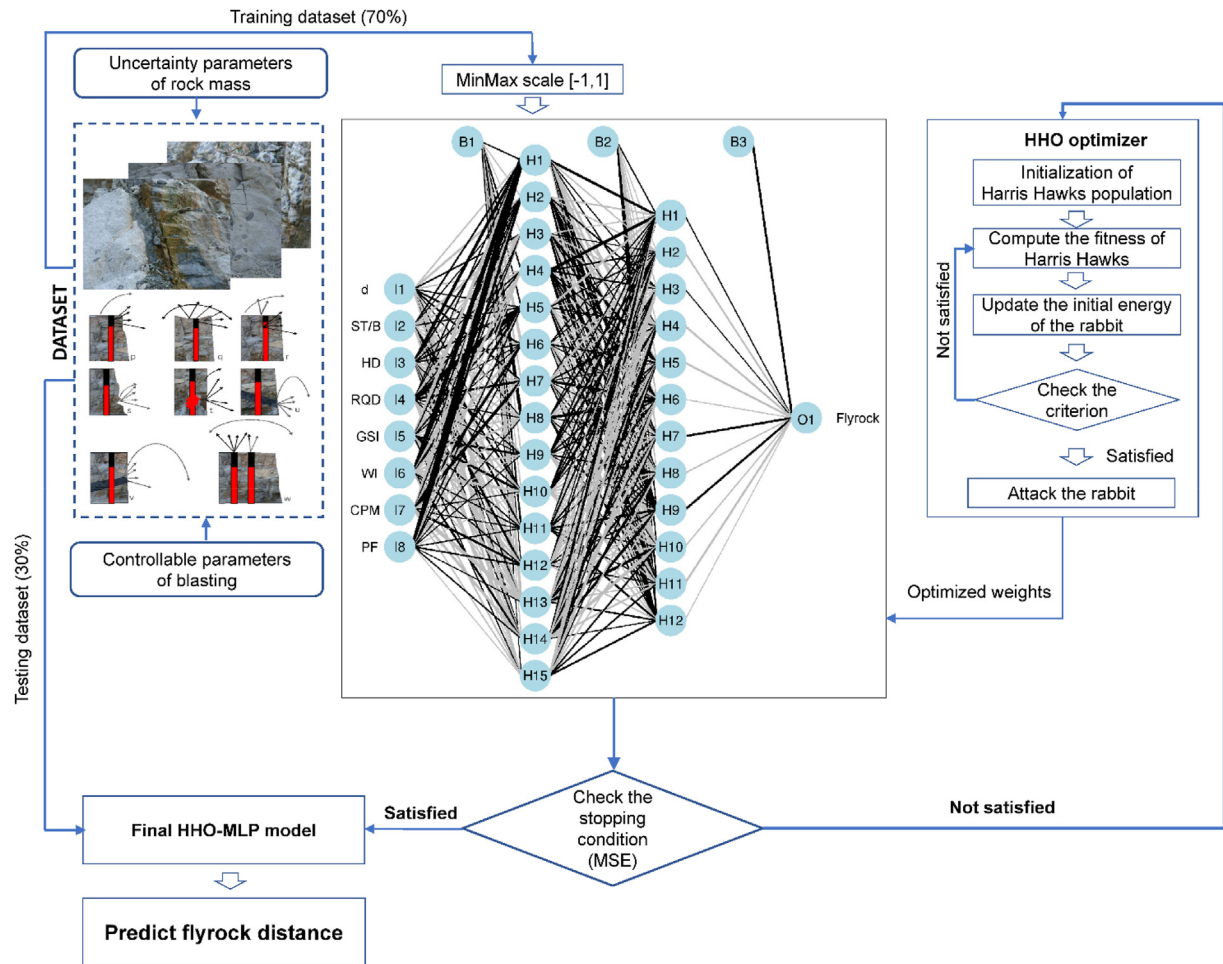 Training dataset (70%)
Uncertainty parameters
of rock mass
MinMax scale [-1,1]
DATASET
p
q
r
s
t
u
v
w
Controllable parameters
of blasting
Testing dataset (30%)
B1
B2
B3
d
ST/B
HD
RQD
GSI
WI
CPM
PF
I1
I2
I3
I4
I5
I6
I7
I8
H1
H2
H3
H4
H5
H6
H7
H8
H9
H10
H11
H12
H13
H14
H15
H1
H2
H3
H4
H5
H6
H7
H8
H9
H10
H11
H12
O1
Flyrock
HHO optimizer
Initialization of
Harris Hawks population
Compute the fitness of
Harris Hawks
Update the initial energy
of the rabbit
Not satisfied
Check the
criterion
Satisfied
Attack the rabbit
Optimized weights
Check the
stopping
condition
(MSE)
Satisfied
Not satisfied
Final HHO-MLP model
Predict flyrock distance